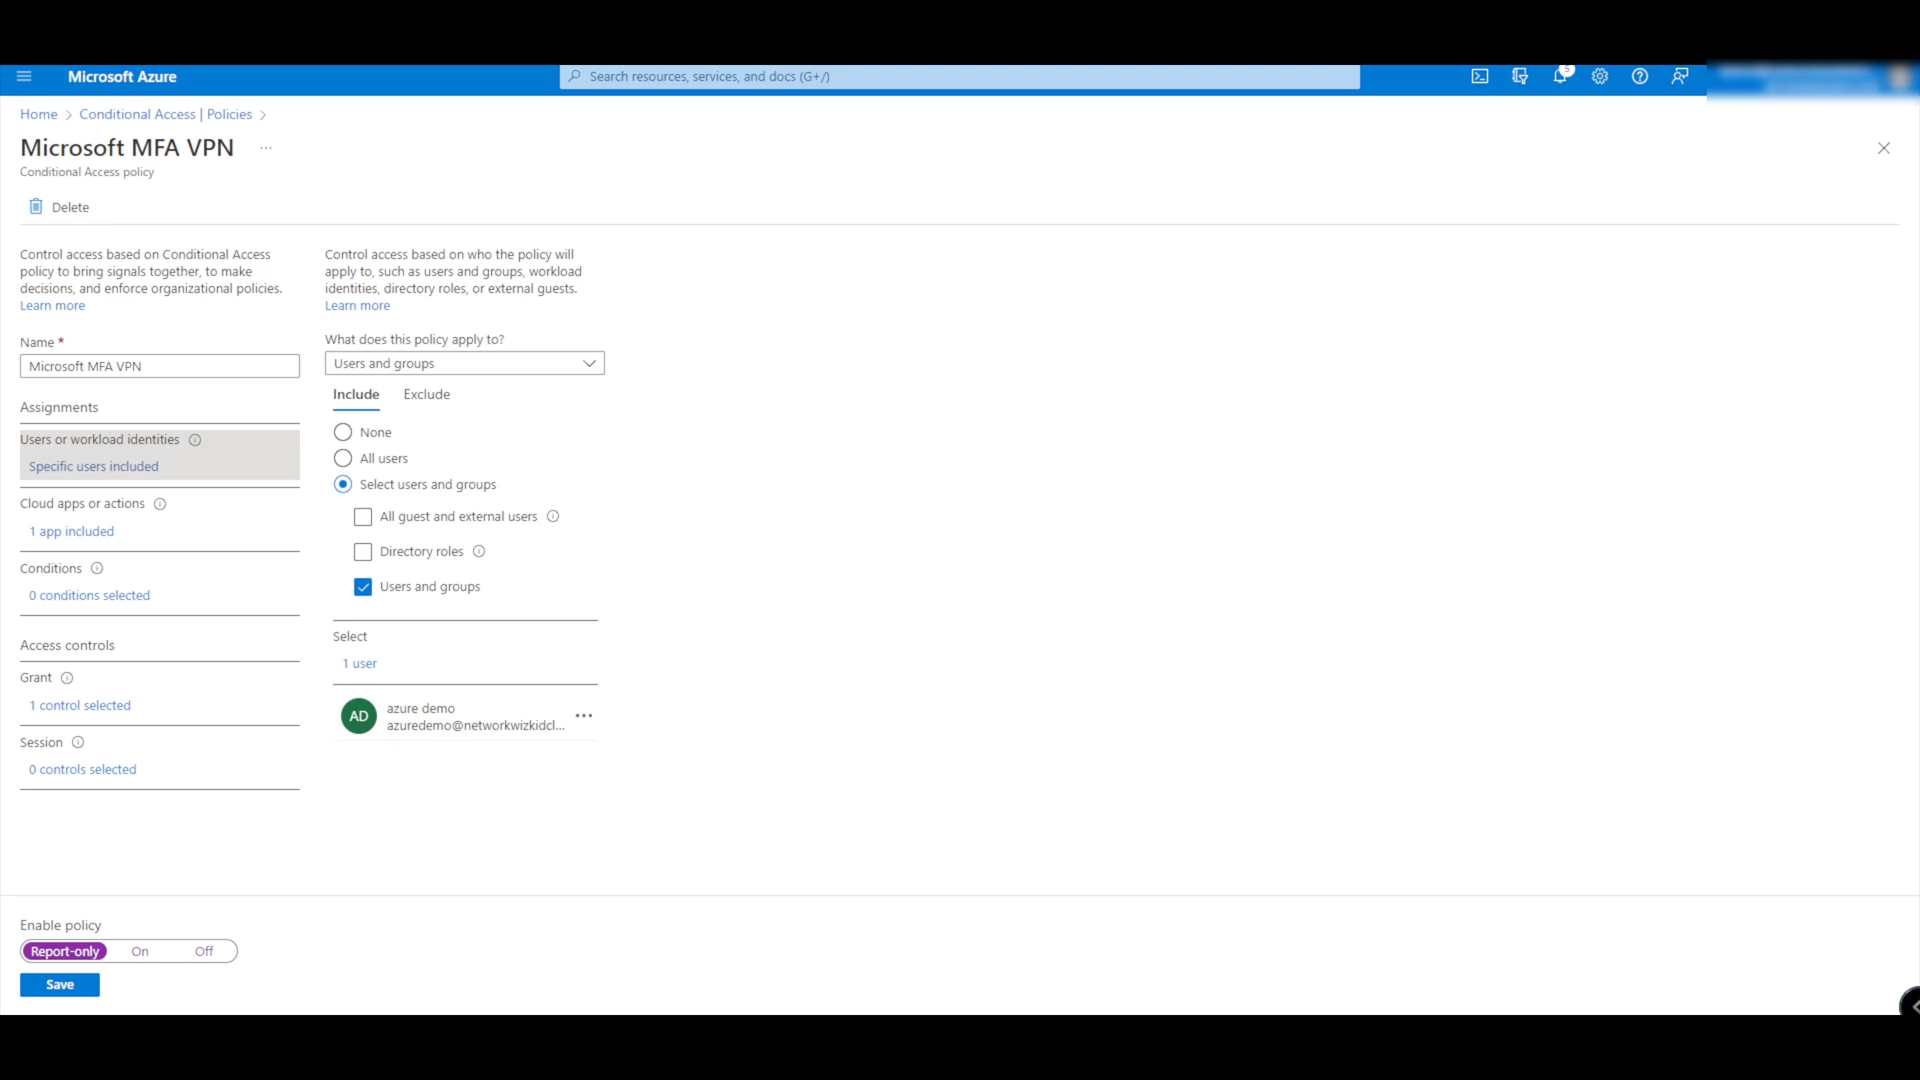 Microsoft Azure
Search resources, services, and docs (G+/)
5
Home > Conditional Access | Policies >
Microsoft MFA VPN ...
Conditional Access policy
Delete
Control access based on Conditional Access
policy to bring signals together, to make
decisions, and enforce organizational policies.
Learn more
Name *
Microsoft MFA VPN
Assignments
Users or workload identities
Specific users included
Cloud apps or actions
1 app included
Conditions
0 conditions selected
Access controls
Grant
1 control selected
Session
0 controls selected
Control access based on who the policy will
apply to, such as users and groups, workload
identities, directory roles, or external guests.
Learn more
What does this policy apply to?
Users and groups
Include Exclude
None
All users
Select users and groups
All guest and external users
Directory roles
Users and groups
Select
1 user
AD
azure demo
azuredemo@networkwizkidcl...
Enable policy
Report-only On Off
Save